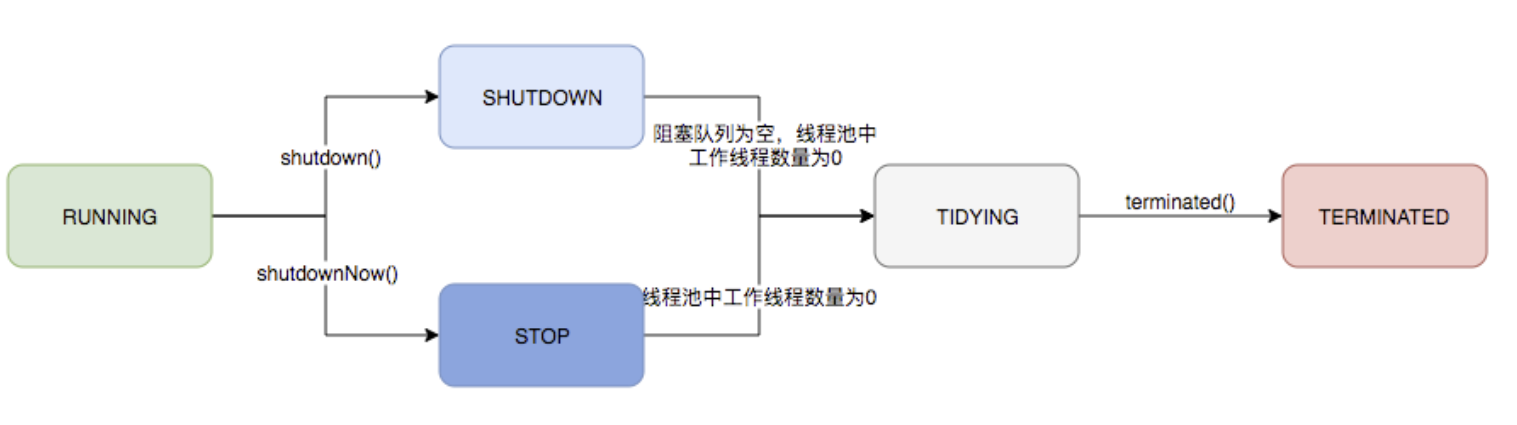 SHUTDOWN
阻塞队列为空，线程池中
工作线程数量为0
shutdown()
RUNNING
TIDYING
terminated()
TERMINATED
shutdownNow()
线程池中工作线程数量为0
STOP